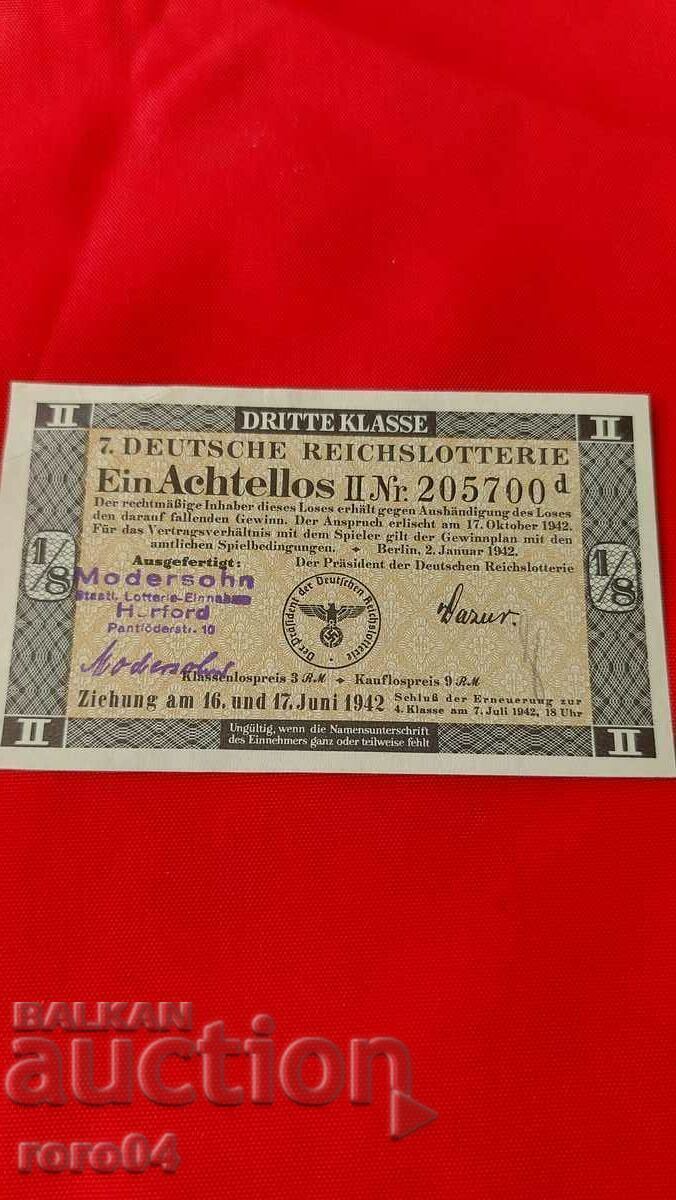 II DRITTE KLASSE II
7. DEUTSCHE REICHSLOTTERIE
Ein Achtellos II Nr. 205700 d
Der rechtmäßige Inhaber dieses Loses erhält gegen Aushändigung des Loses
den darauf fallenden Gewinn. Der Anspruch erlischt am 17. Oktober 1942.
Für das Vertragsverhältnis mit dem Spieler gilt der Gewinnplan mit den
amtlichen Spielbedingungen. Berlin, 2. Januar 1942.
Ausgefertigt: Der Präsident der Deutschen Reichslotterie
1/8 1/8
Modersohn
Staatl. Lotterie-Einnahme
Herford
10
Der Präsident der Deutschen Reichslotterie
Modersohn
Klassenlospreis 3 RM Kauflospreis 9 RM
Ziehung am 16. und 17. Juni 1942 Schluß der Erneuerung zur
4. Klasse am 7. Juli 1942, 18 Uhr
II Ungültig, wenn die Namensunterschrift II
des Einnehmers ganz oder teilweise fehlt
BALKAN
auction
roro04